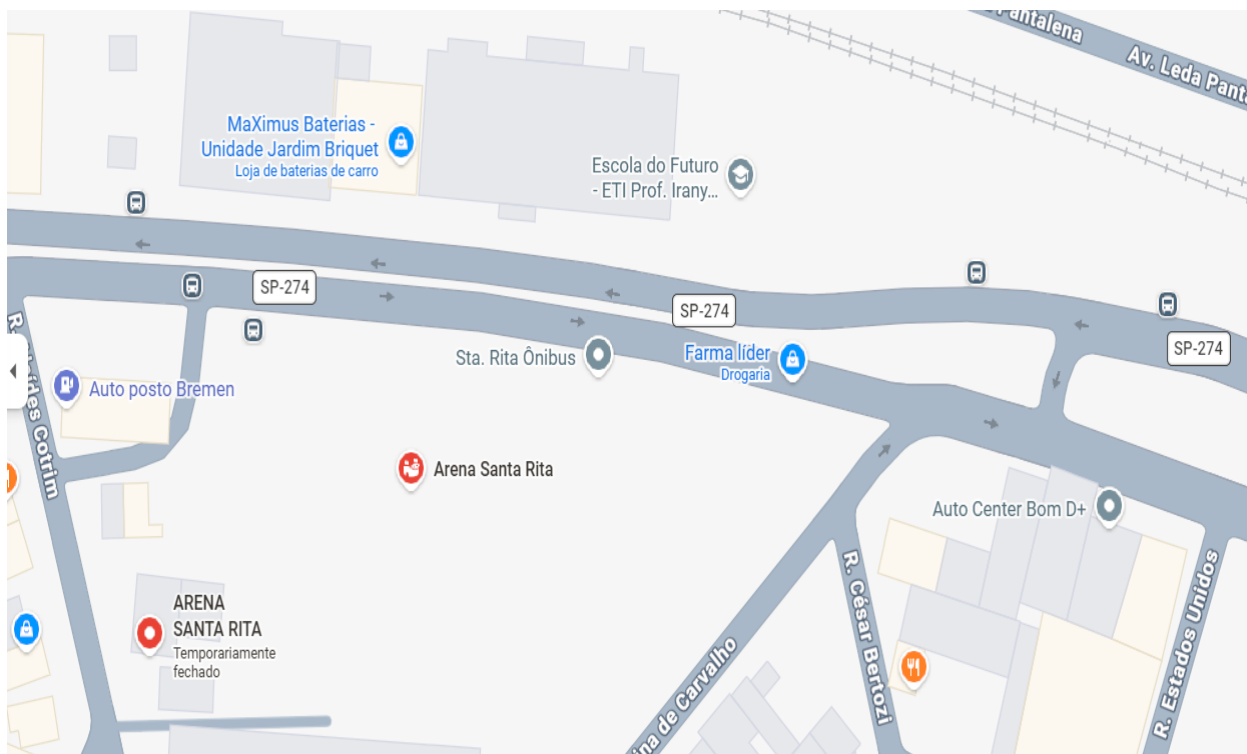 Pantalena
Av. Leda Pant
MaXimus Baterias -
Unidade Jardim Briquet
Loja de baterias de carro
Escola do Futuro
- ETI Prof. Irany...
SP-274
SP-274
SP-274
Sta. Rita Ônibus
Farma líder
Drogaria
Auto posto Bremen
Cotrim
Arena Santa Rita
Auto Center Bom D+
ARENA
SANTA RITA
Temporariamente
fechado
de Carvalho
R. César Bertozi
R. Estados Unidos